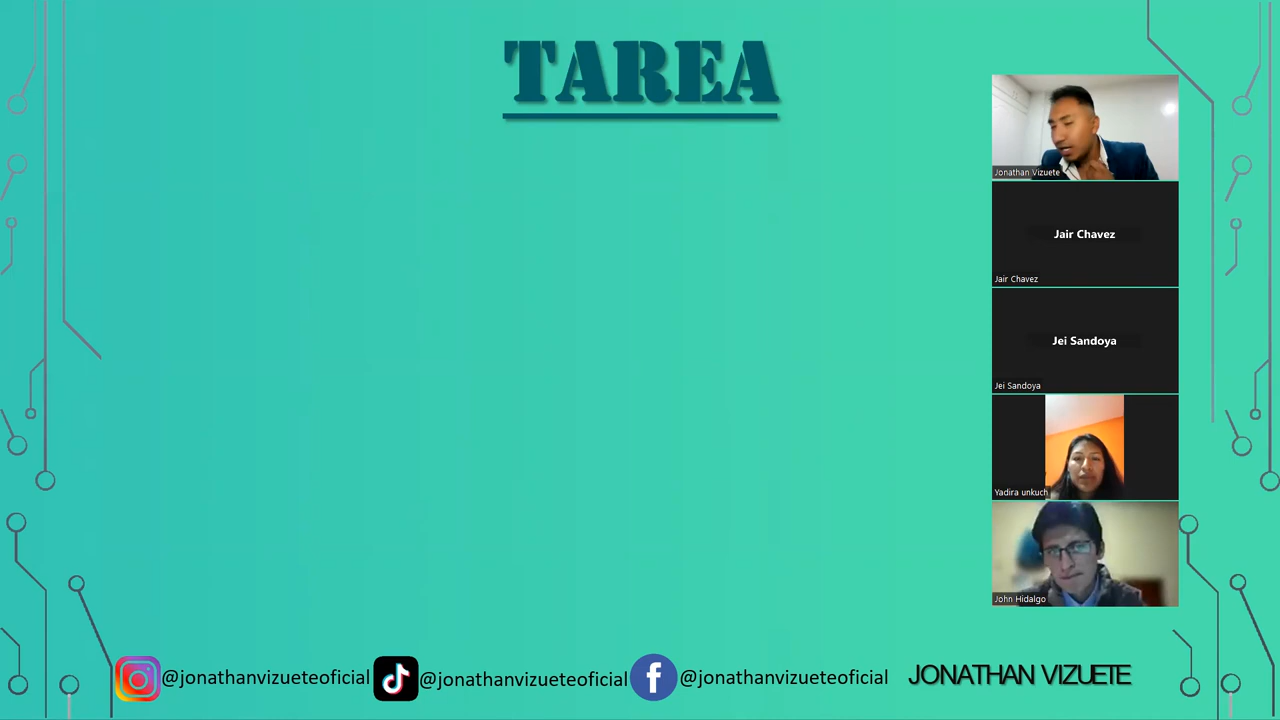 TAREA
Jonathan Vizuete
Jair Chavez
Jair Chavez
Jei Sandoya
Jei Sandoya
Yadira unkuch
John Hidalgo
@jonathanvizueteoficial @jonathanvizueteoficial @jonathanvizueteoficial JONATHAN VIZUETE